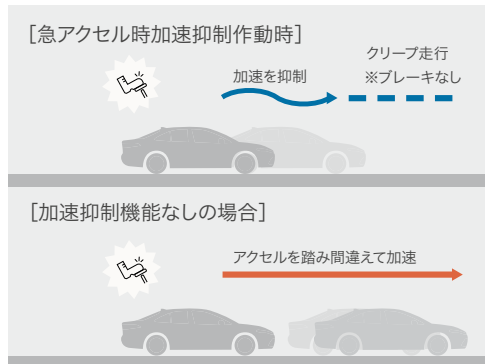 ［急アクセル時加速抑制作動時］
クリープ走行
加速を抑制
※ブレーキなし
［加速抑制機能なしの場合］
アクセルを踏み間違えて加速